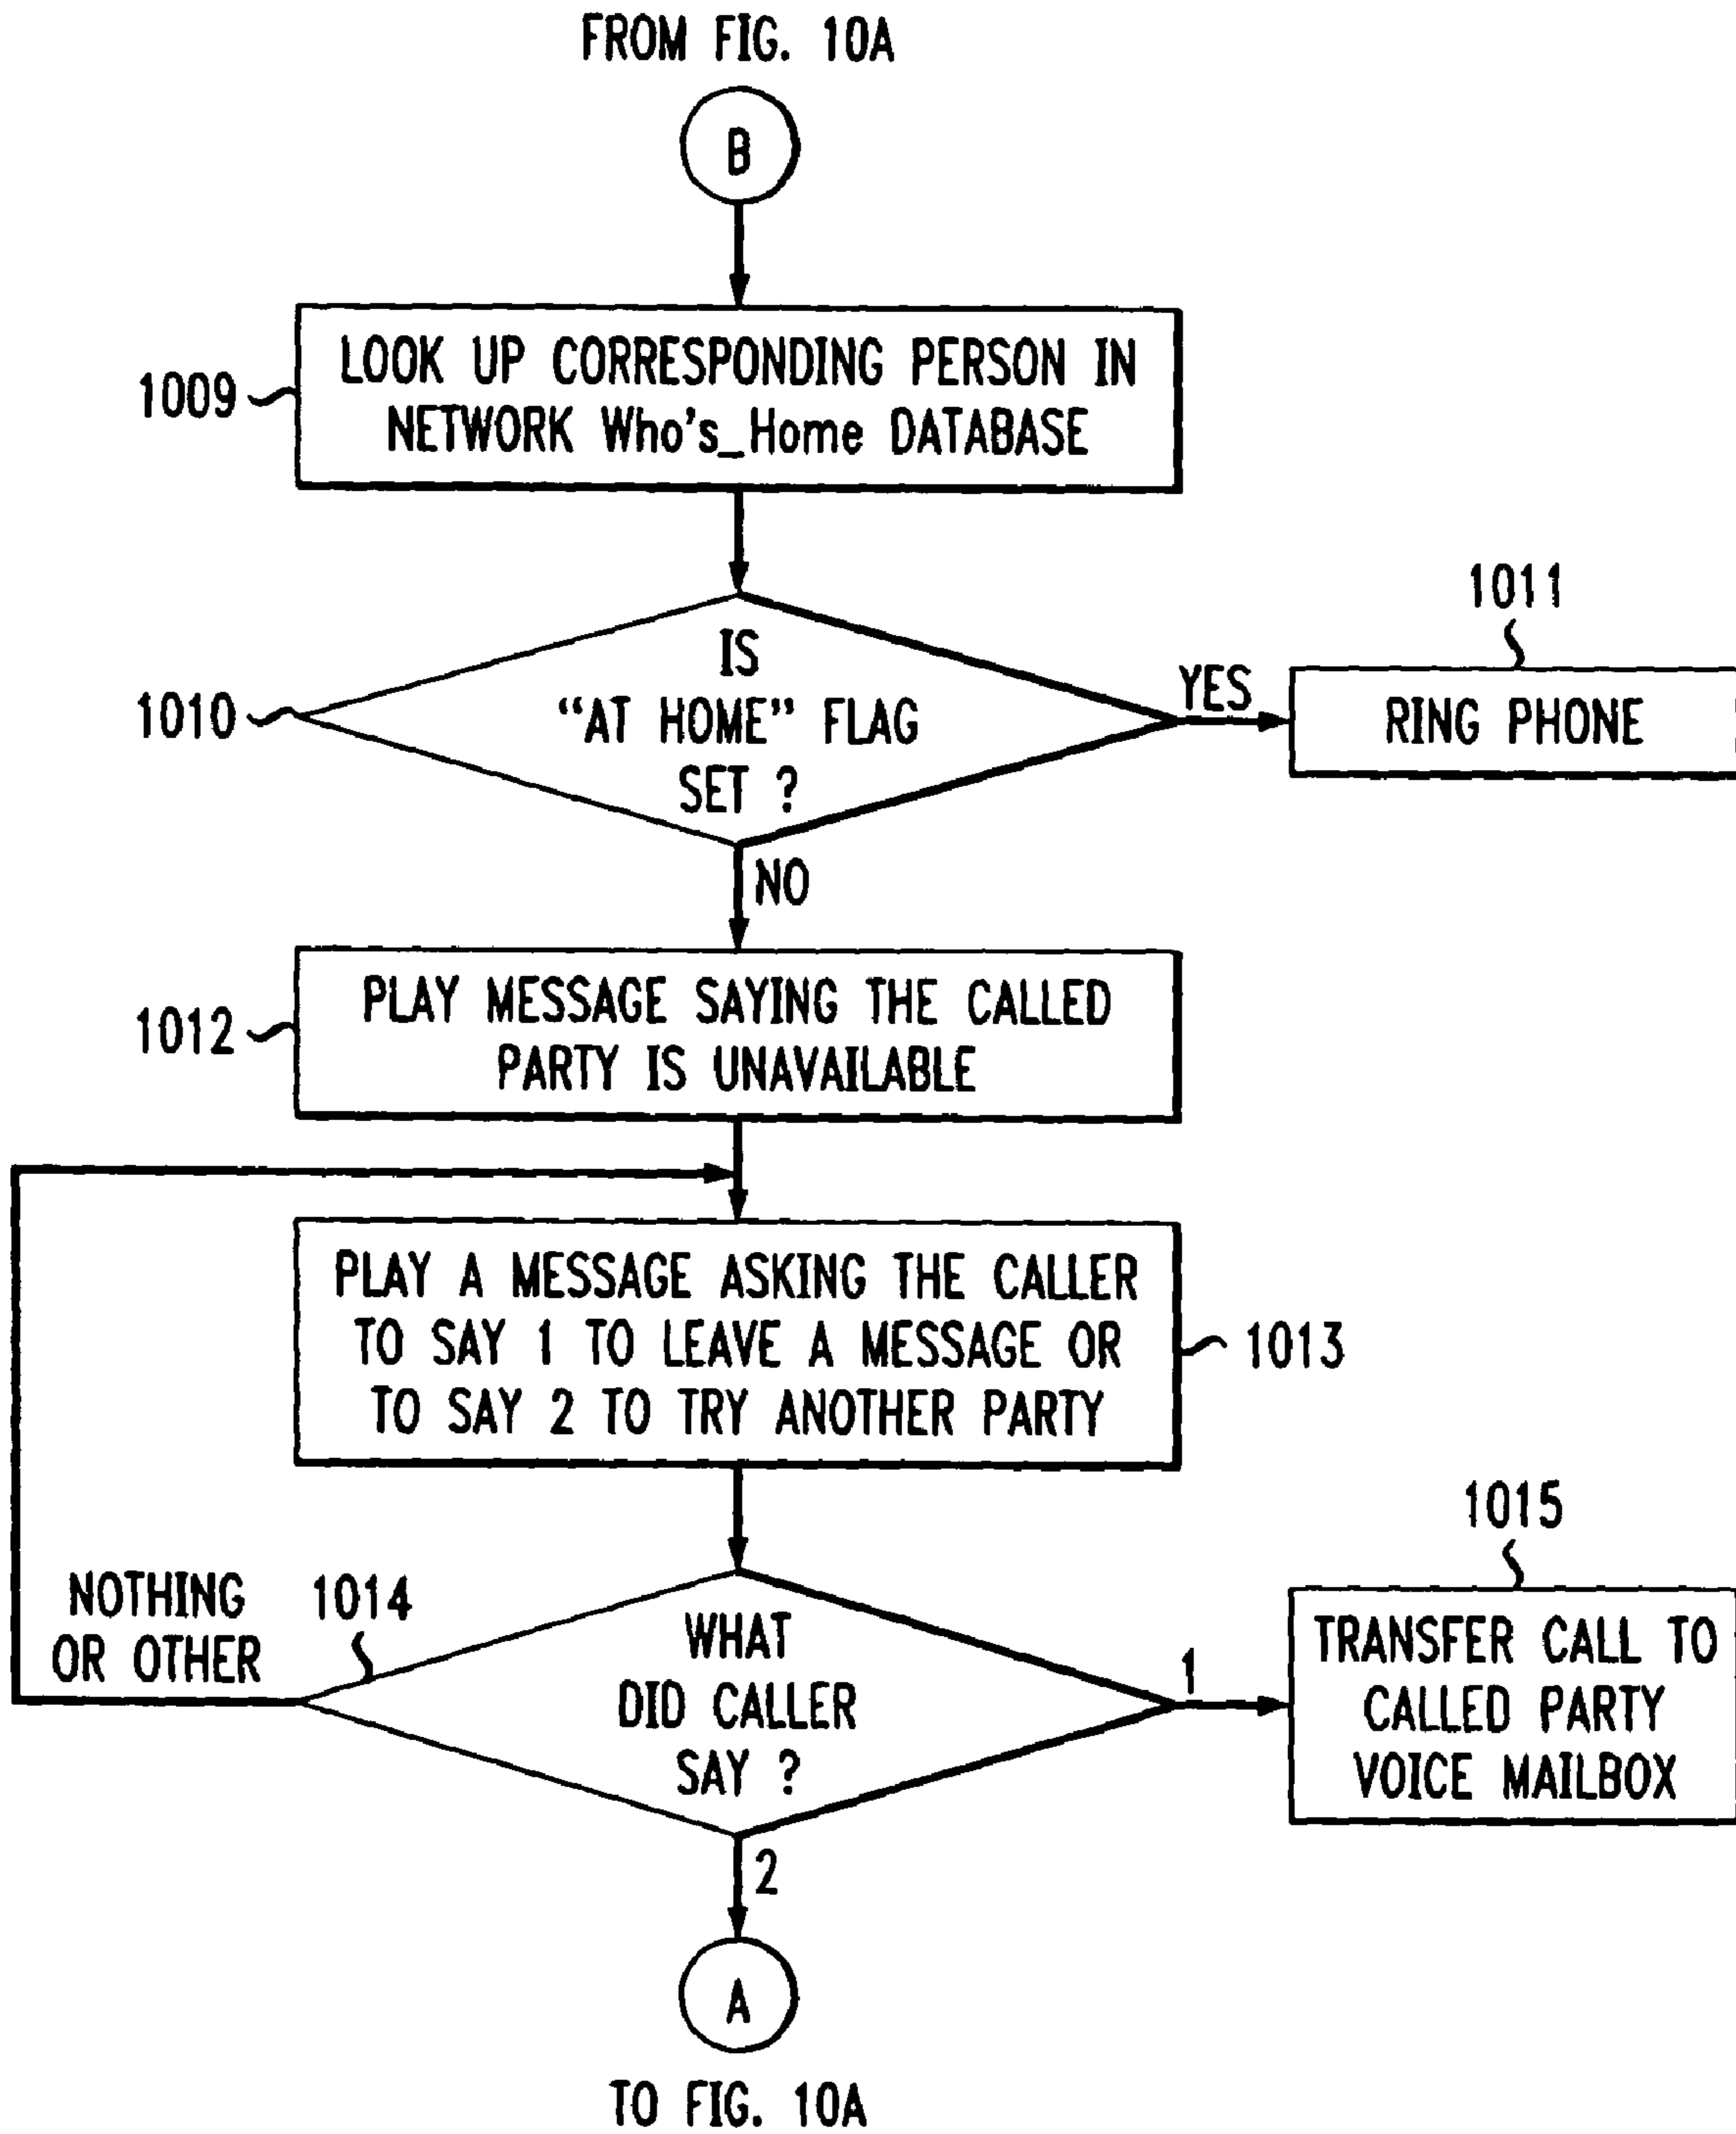 FROM FIG. 10A
B
1009
LOOK UP CORRESPONDING PERSON IN
NETWORK Who's_Home DATABASE
1010
IS
“AT HOME” FLAG
SET ?
YES
1011
RING PHONE
NO
1012
PLAY MESSAGE SAYING THE CALLED
PARTY IS UNAVAILABLE
PLAY A MESSAGE ASKING THE CALLER
TO SAY 1 TO LEAVE A MESSAGE OR
TO SAY 2 TO TRY ANOTHER PARTY
1013
NOTHING
OR OTHER
1014
WHAT
DID CALLER
SAY ?
1
1015
TRANSFER CALL TO
CALLED PARTY
VOICE MAILBOX
2
A
TO FIG. 10A